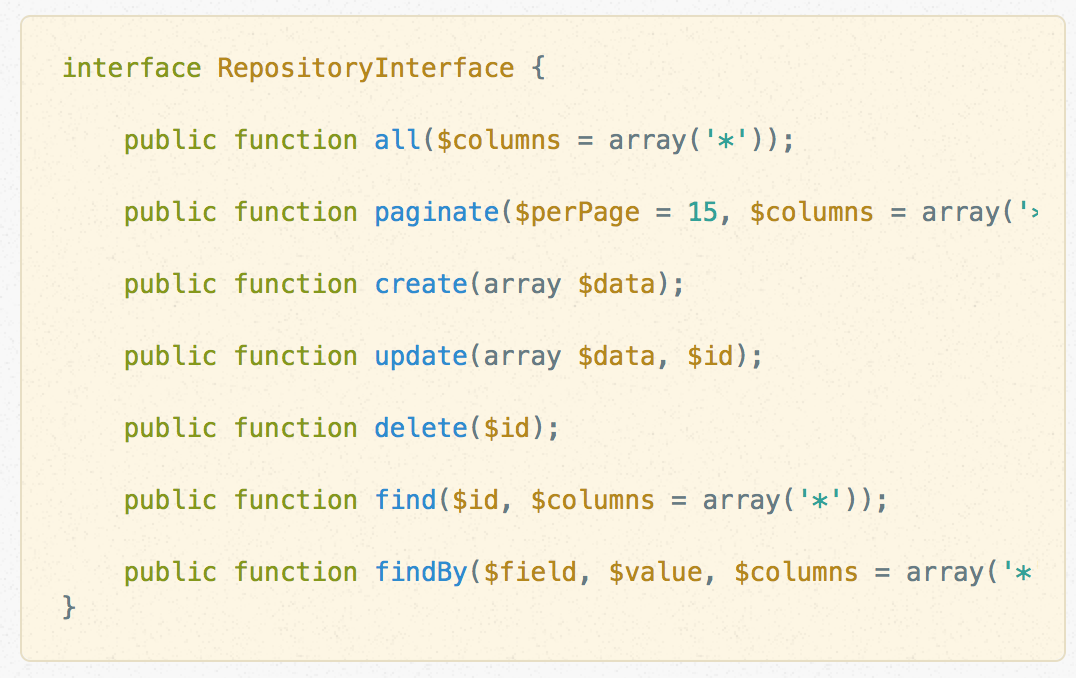 interface RepositoryInterface {
public function all($columns = array('*'));
public function paginate($perPage = 15, $columns = array('
public function create(array $data);
public function update(array $data, $id);
public function delete($id);
public function find($id, $columns = array('*'));
public function findBy($field, $value, $columns = array('*
}